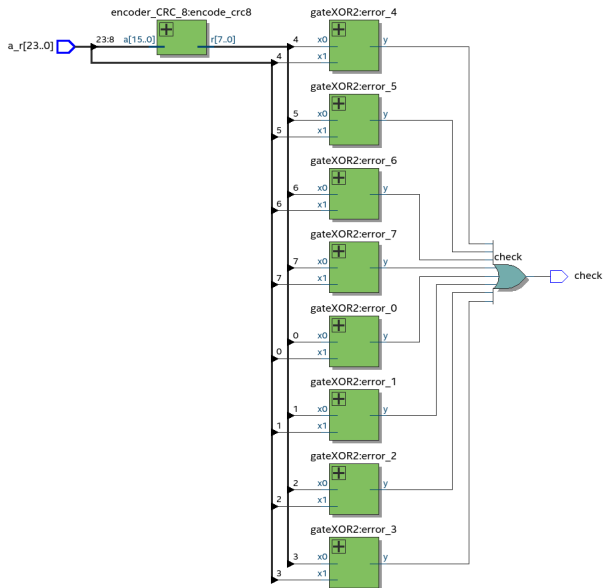 encoder_CRC_8:encode_crc8
a_r[23..0]
23:8
a[15..0]
r[7..0]
gateXOR2:error_4
4
x0
y
4
x1
gateXOR2:error_5
5
x0
y
5
x1
gateXOR2:error_6
6
x0
y
6
x1
gateXOR2:error_7
7
x0
y
7
x1
check
check
gateXOR2:error_0
0
x0
y
0
x1
gateXOR2:error_1
1
x0
y
1
x1
gateXOR2:error_2
2
x0
y
2
x1
gateXOR2:error_3
3
x0
y
3
x1